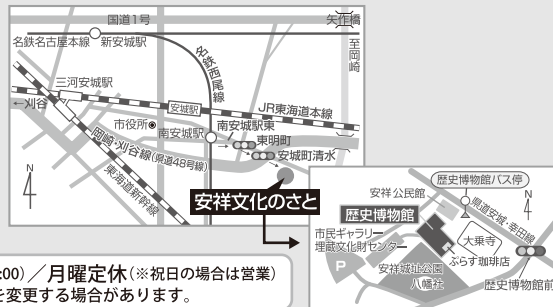 国道1号
矢作橋
名鉄名古屋本線
新安城駅
至岡崎
名鉄西尾線
三河安城駅
←刈谷
安城駅
JR東海道本線
市役所
南安城駅
南安城駅東
東明町
安城町清水
岡崎・刈谷線(県道48号線)
東海道新幹線
N
安祥文化のさと
歴史博物館バス停
N
安祥公民館
県道安城・幸田線
歴史博物館
市民ギャラリー
埋蔵文化財センター
大乗寺
ぶらす珈琲店
P
安祥城址公園
八幡社
歴史博物館前
:00)／月曜定休(※祝日の場合は営業)
を変更する場合があります。